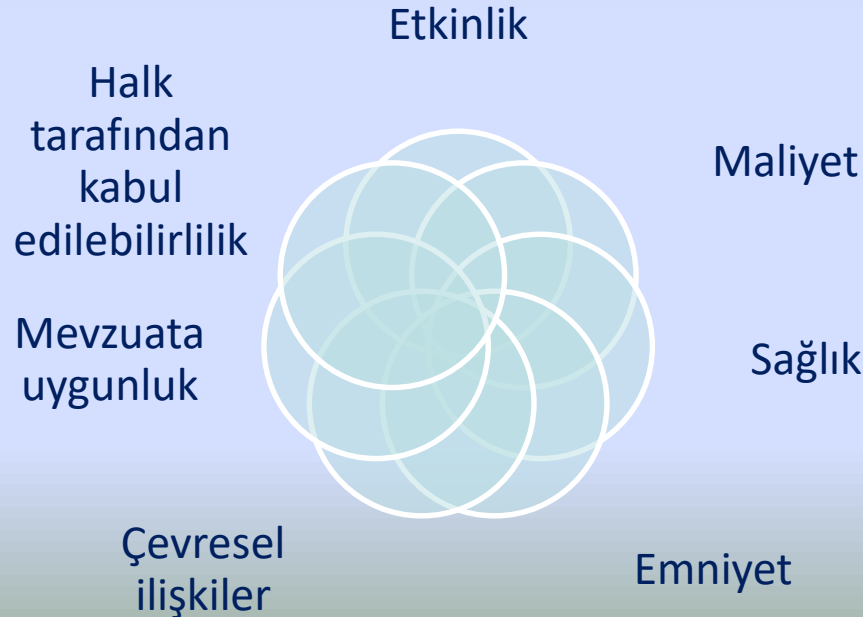 Etkinlik
Maliyet
Sağlık
Emniyet
Çevresel
ilişkiler
Mevzuata
uygunluk
Halk
tarafından
kabul
edilebilirlilik